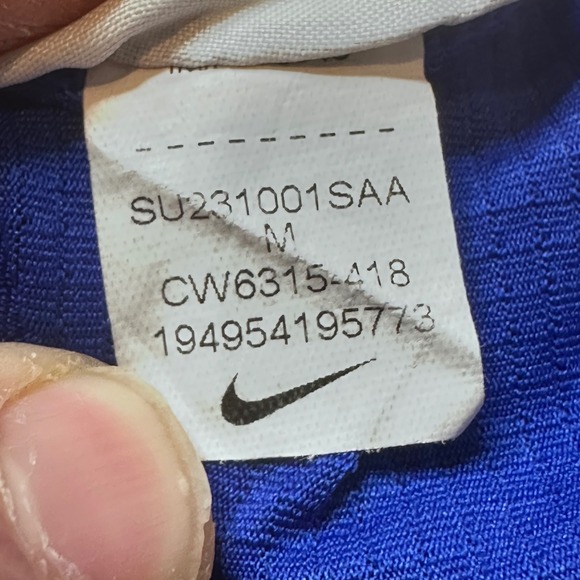 - - - - - - - - -
SU231001SAA
M
CW6315-418
194954195773